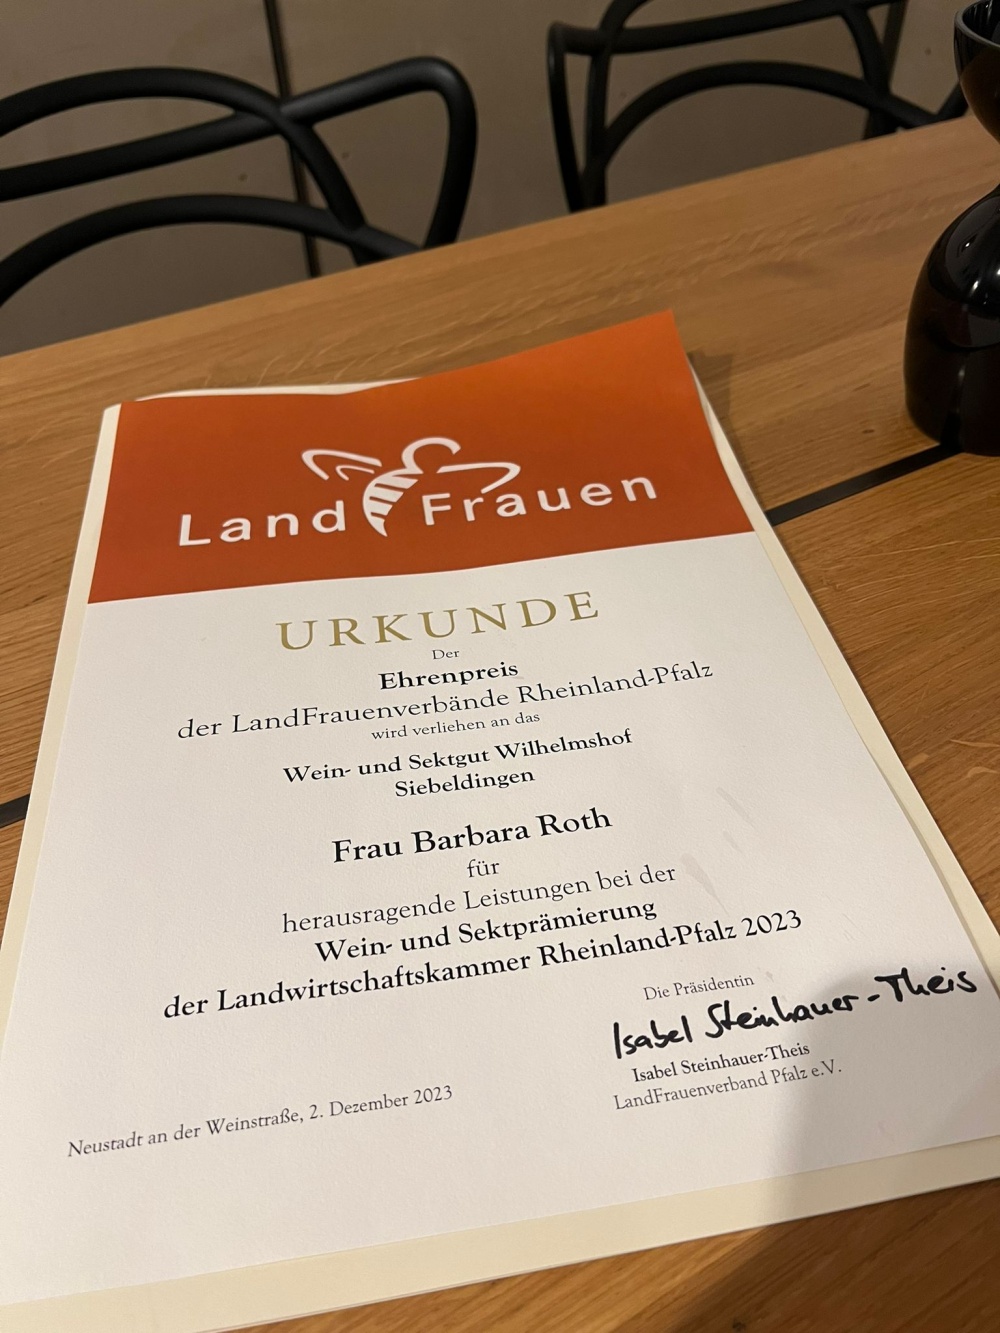 Land Frauen
URKUNDE
Der
Ehrenpreis
der LandFrauenverbände Rheinland-Pfalz
wird verliehen an das
Wein- und Sektgut Wilhelmshof
Siebeldingen
Frau Barbara Roth
für
herausragende Leistungen bei der
Wein- und Sektprämierung
der Landwirtschaftskammer Rheinland-Pfalz 2023
Die Präsidentin
Isabel Steinhauer-Theis
Isabel Steinhauer-Theis
LandFrauenverband Pfalz e.V.
Neustadt an der Weinstraße, 2. Dezember 2023